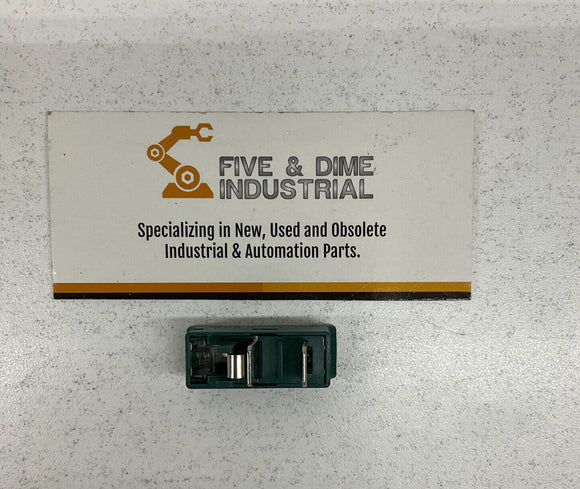 FIVE & DIME
INDUSTRIAL
Specializing in New, Used and Obsolete
Industrial & Automation Parts.